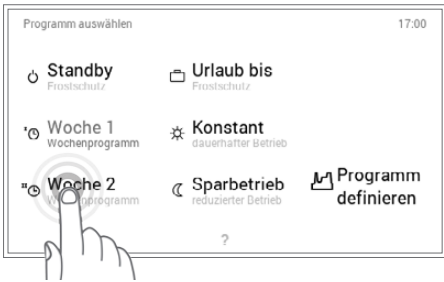 Programm auswählen 17:00
Standby
Frostschutz
Urlaub bis
Frostschutz
Woche 1
Wochenprogramm
Konstant
dauerhafter Betrieb
Woche 2
Wochenprogramm
Sparbetrieb
reduzierter Betrieb
Programm
definieren
?